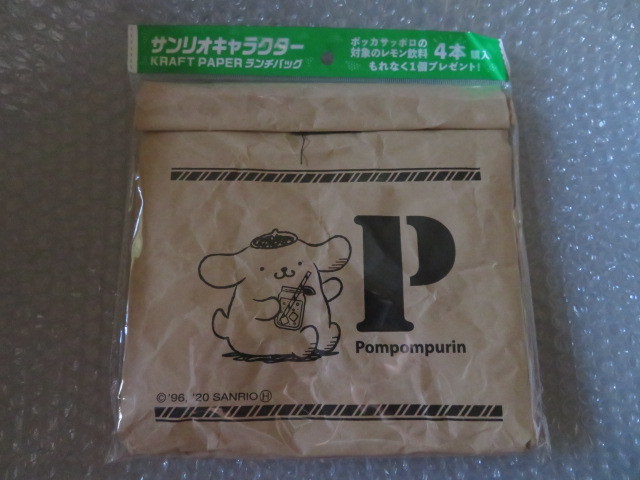 サンリオキャラクター
KRAFT PAPER ランチバッグ
ポッカサッポロの
対象のレモン飲料 4本 購入
もれなく1個プレゼント!
P
Pompompurin
© '96, '20 SANRIO Ⓗ